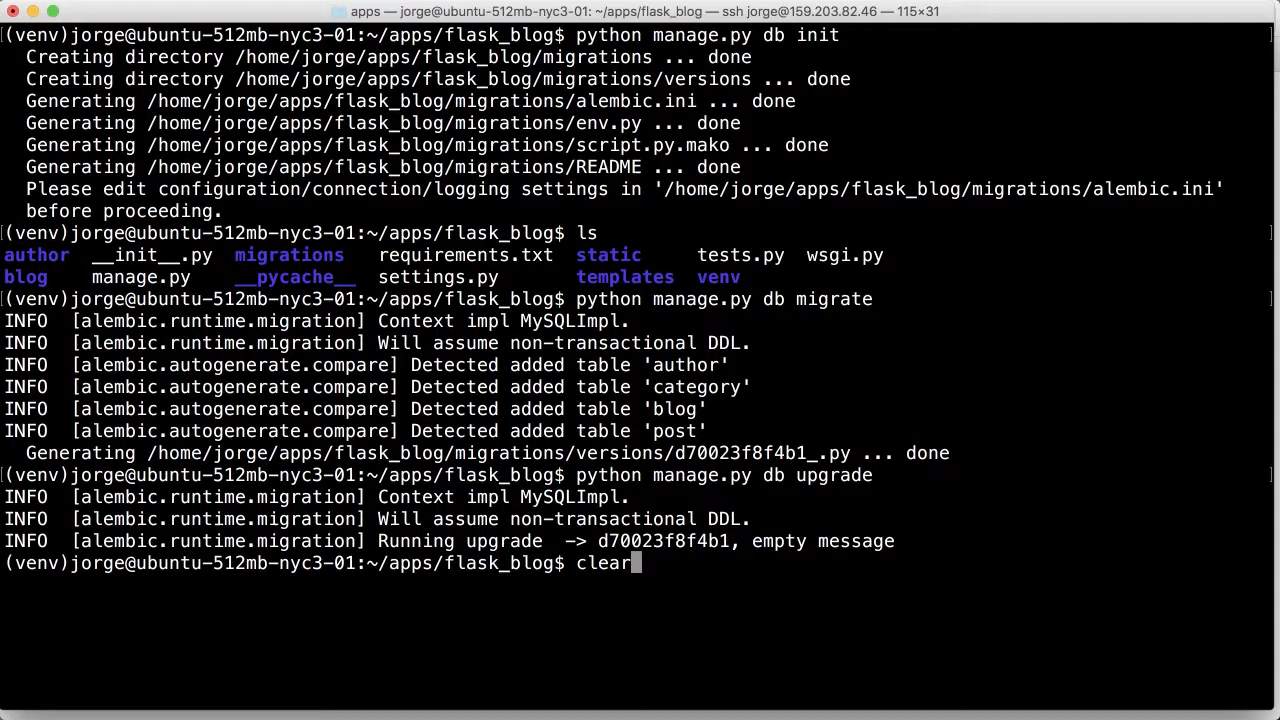 apps — jorge@ubuntu-512mb-nyc3-01: ~/apps/flask_blog — ssh jorge@159.203.82.46 — 115×31
(venv)jorge@ubuntu-512mb-nyc3-01:~/apps/flask_blog$ python manage.py db init
  Creating directory /home/jorge/apps/flask_blog/migrations ... done
  Creating directory /home/jorge/apps/flask_blog/migrations/versions ... done
  Generating /home/jorge/apps/flask_blog/migrations/alembic.ini ... done
  Generating /home/jorge/apps/flask_blog/migrations/env.py ... done
  Generating /home/jorge/apps/flask_blog/migrations/script.py.mako ... done
  Generating /home/jorge/apps/flask_blog/migrations/README ... done
  Please edit configuration/connection/logging settings in '/home/jorge/apps/flask_blog/migrations/alembic.ini'
  before proceeding.
(venv)jorge@ubuntu-512mb-nyc3-01:~/apps/flask_blog$ ls
author  __init__.py  migrations   requirements.txt  static     tests.py  wsgi.py
blog    manage.py    __pycache__  settings.py       templates  venv
(venv)jorge@ubuntu-512mb-nyc3-01:~/apps/flask_blog$ python manage.py db migrate
INFO  [alembic.runtime.migration] Context impl MySQLImpl.
INFO  [alembic.runtime.migration] Will assume non-transactional DDL.
INFO  [alembic.autogenerate.compare] Detected added table 'author'
INFO  [alembic.autogenerate.compare] Detected added table 'category'
INFO  [alembic.autogenerate.compare] Detected added table 'blog'
INFO  [alembic.autogenerate.compare] Detected added table 'post'
  Generating /home/jorge/apps/flask_blog/migrations/versions/d70023f8f4b1_.py ... done
(venv)jorge@ubuntu-512mb-nyc3-01:~/apps/flask_blog$ python manage.py db upgrade
INFO  [alembic.runtime.migration] Context impl MySQLImpl.
INFO  [alembic.runtime.migration] Will assume non-transactional DDL.
INFO  [alembic.runtime.migration] Running upgrade  -> d70023f8f4b1, empty message
(venv)jorge@ubuntu-512mb-nyc3-01:~/apps/flask_blog$ clear